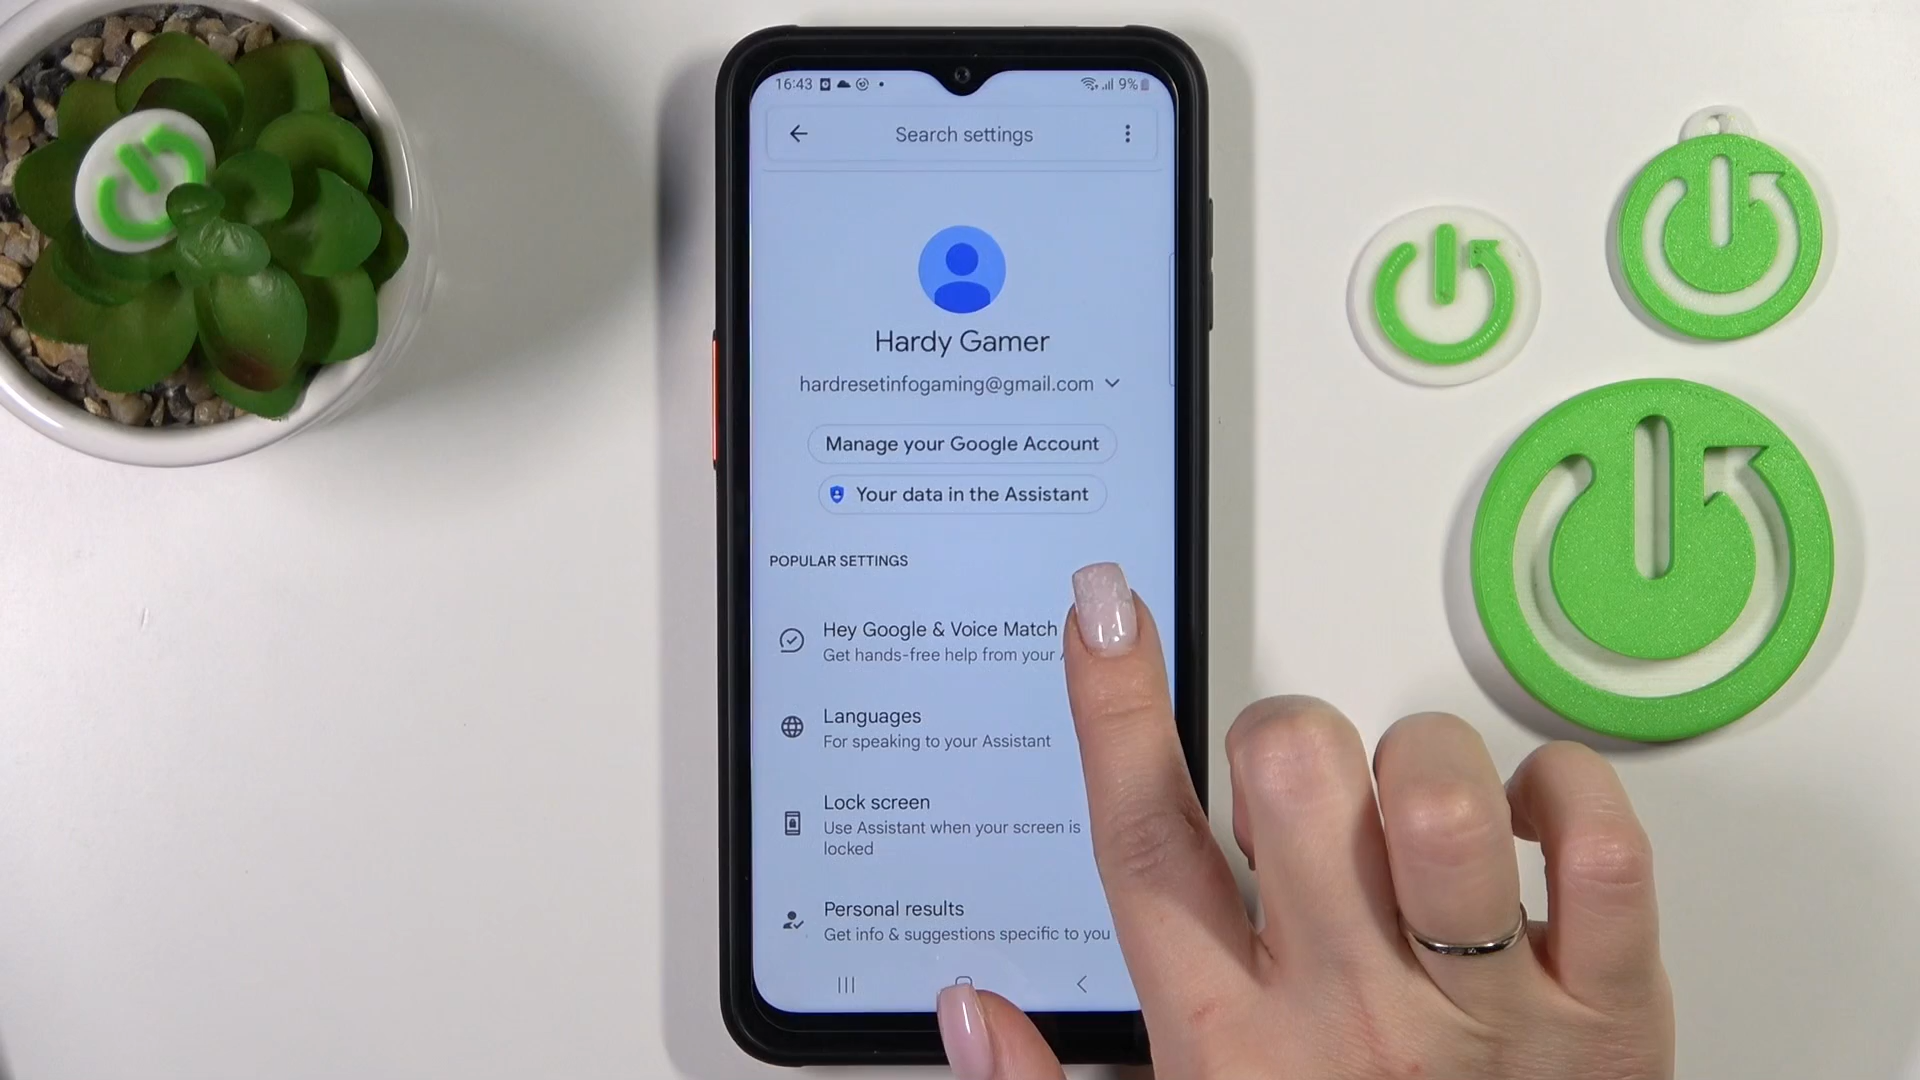 16:43
9%
Search settings
Hardy Gamer
hardresetinfogaming@gmail.com
Manage your Google Account
Your data in the Assistant
POPULAR SETTINGS
Hey Google & Voice Match
Get hands-free help from your
Languages
For speaking to your Assistant
Lock screen
Use Assistant when your screen is
locked
Personal results
Get info & suggestions specific to you